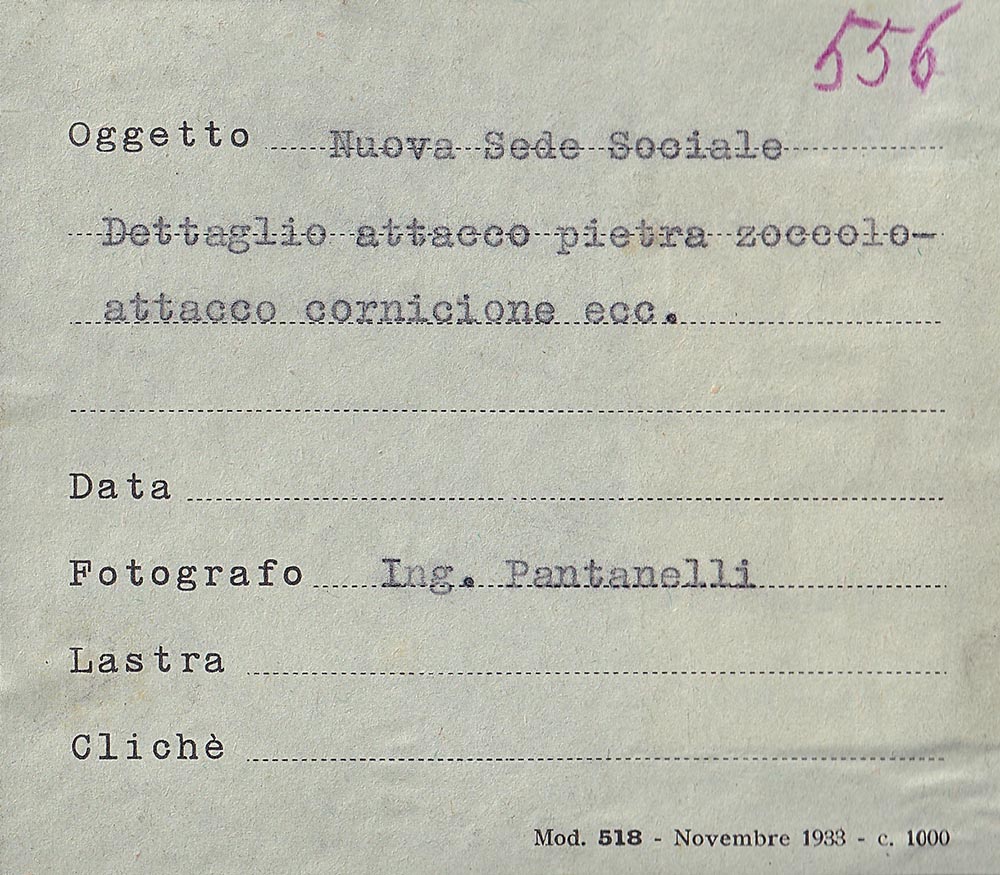 556
Oggetto Nuova Sede Sociale
Dettaglio attacco pietra zoccolo-
attacco cornicione ecc.
Data
Fotografo Ing. Pantanelli
Lastra
Clichè
Mod. 518 - Novembre 1933 - c. 1000